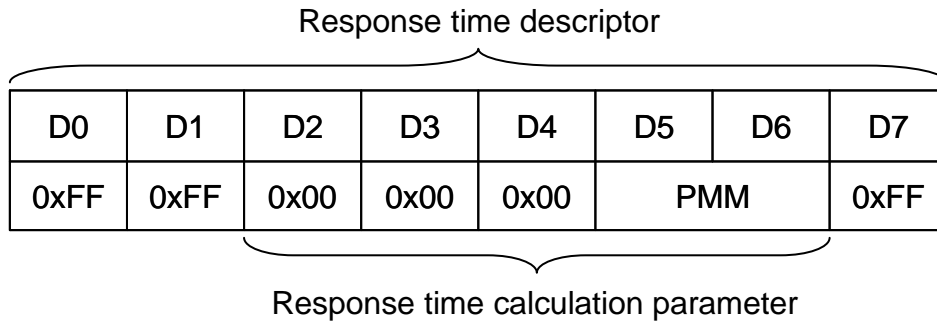 Response time descriptor
D0 D1 D2 D3 D4 D5 D6 D7
0xFF 0xFF 0x00 0x00 0x00 PMM 0xFF
Response time calculation parameter